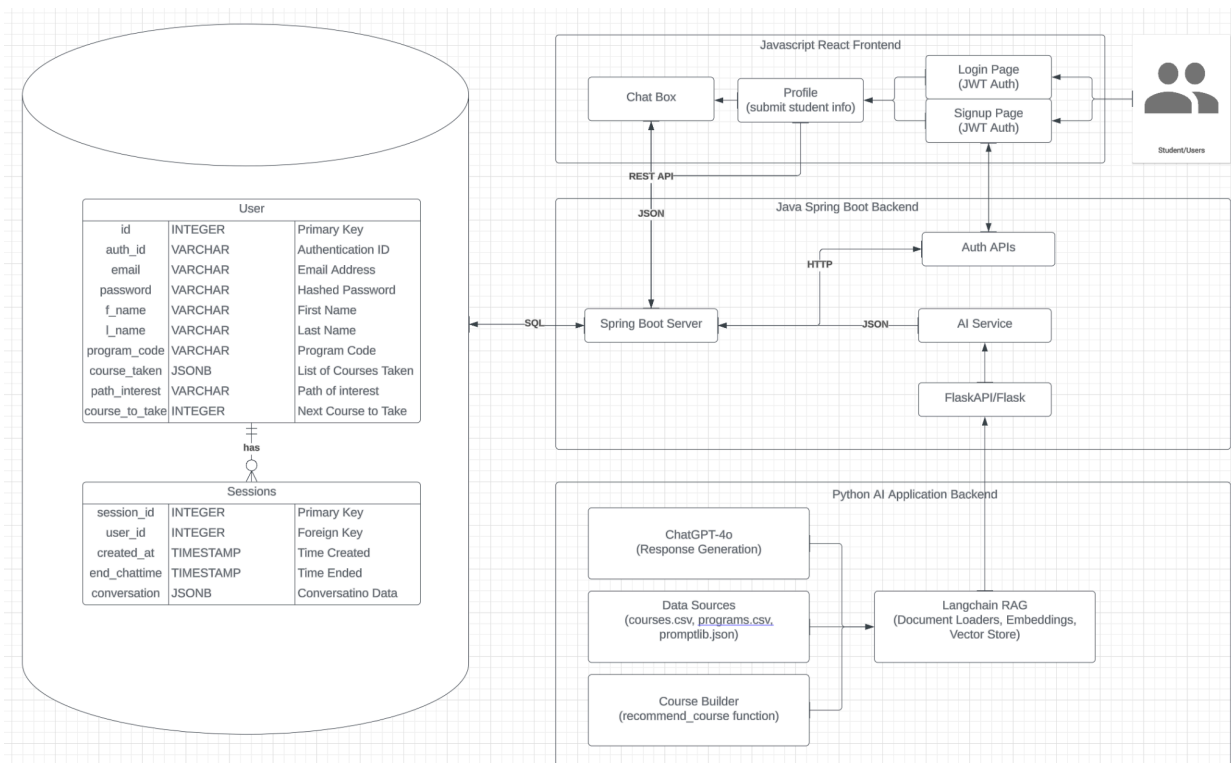 User
id INTEGER Primary Key
auth_id VARCHAR Authentication ID
email VARCHAR Email Address
password VARCHAR Hashed Password
f_name VARCHAR First Name
l_name VARCHAR Last Name
program_code VARCHAR Program Code
course_taken JSONB List of Courses Taken
path_interest VARCHAR Path of interest
course_to_take INTEGER Next Course to Take
has
Sessions
session_id INTEGER Primary Key
user_id INTEGER Foreign Key
created_at TIMESTAMP Time Created
end_chattime TIMESTAMP Time Ended
conversation JSONB Conversatino Data
SQL
Javascript React Frontend
Chat Box
Profile
(submit student info)
Login Page
(JWT Auth)
Signup Page
(JWT Auth)
Student/Users
REST API
JSON
Java Spring Boot Backend
Auth APIs
HTTP
Spring Boot Server
JSON
AI Service
FlaskAPI/Flask
Python AI Application Backend
ChatGPT-4o
(Response Generation)
Data Sources
(courses.csv, programs.csv,
promptlib.json)
Course Builder
(recommend_course function)
Langchain RAG
(Document Loaders, Embeddings,
Vector Store)